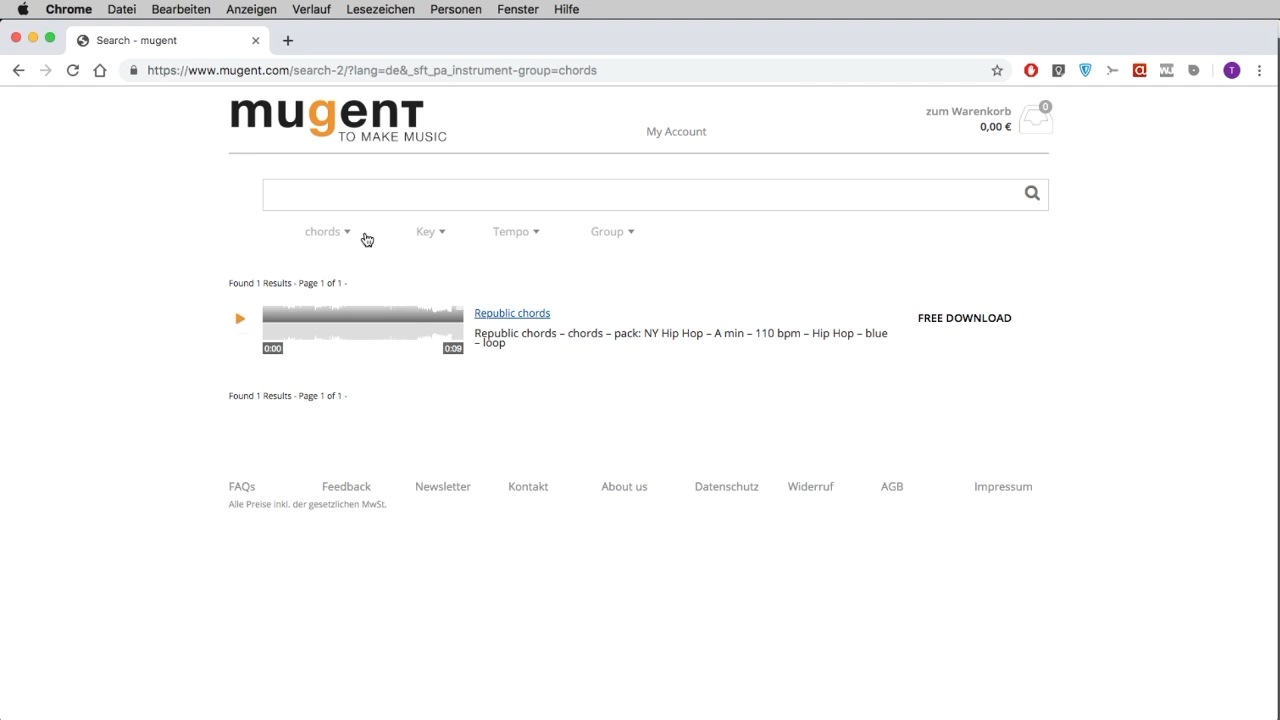 Chrome Datei Bearbeiten Anzeigen Verlauf Lesezeichen Personen Fenster Hilfe
Search - mugent
https://www.mugent.com/search-2/?lang=de&_sft_pa_instrument-group=chords
T
mugenT
TO MAKE MUSIC
My Account
zum Warenkorb
0,00 €
0
chords Key Tempo Group
Found 1 Results - Page 1 of 1 -
0:00
0:09
Republic chords
Republic chords – chords – pack: NY Hip Hop – A min – 110 bpm – Hip Hop – blue
– loop
FREE DOWNLOAD
Found 1 Results - Page 1 of 1 -
FAQs Feedback Newsletter Kontakt About us Datenschutz Widerruf AGB Impressum
Alle Preise inkl. der gesetzlichen MwSt.